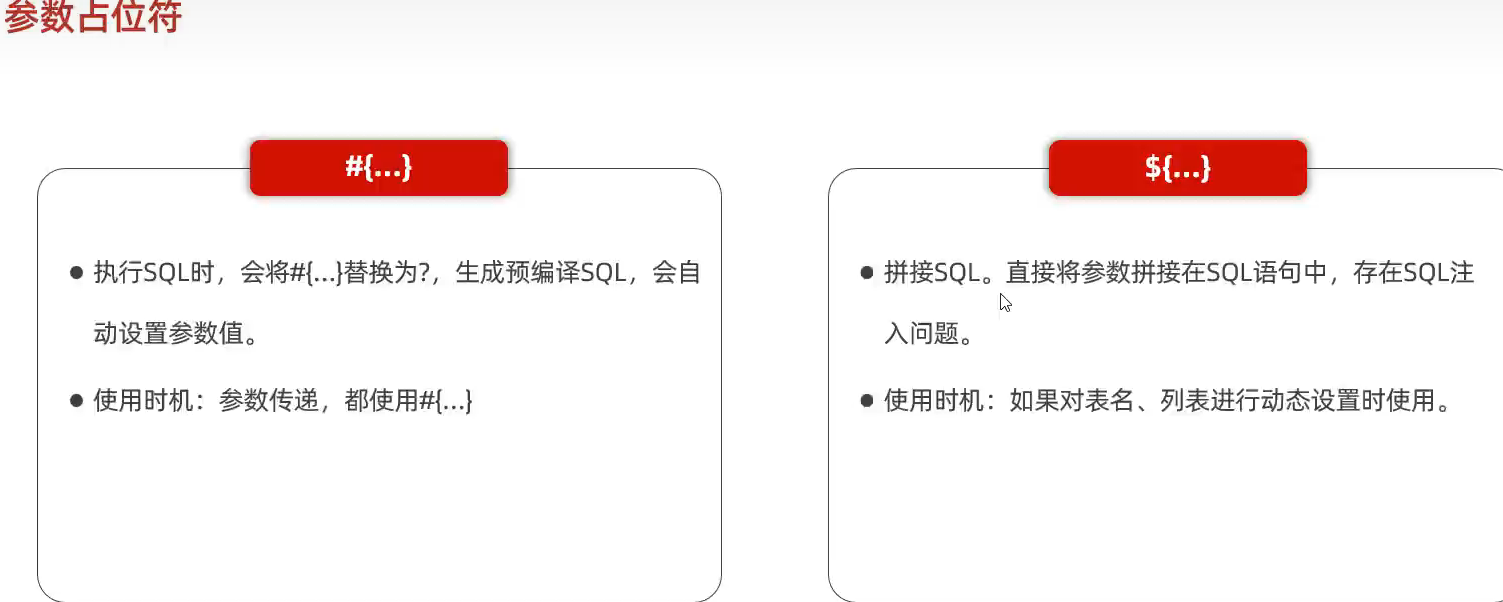 参数占位符
#{...}
执行SQL时，会将#{...}替换为?，生成预编译SQL，会自
动设置参数值。
使用时机：参数传递，都使用#{...}
${...}
拼接SQL。直接将参数拼接在SQL语句中，存在SQL注
入问题。
使用时机：如果对表名、列表进行动态设置时使用。